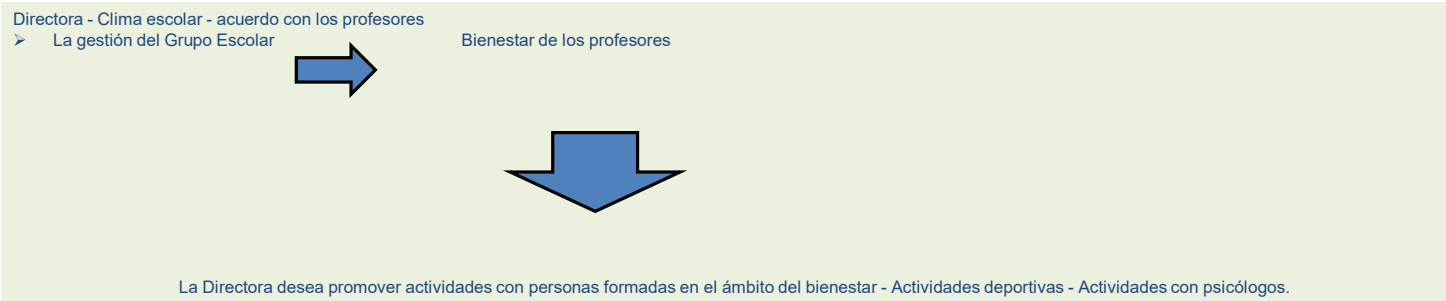 Directora - Clima escolar - acuerdo con los profesores
➢ La gestión del Grupo Escolar Bienestar de los profesores
La Directora desea promover actividades con personas formadas en el ámbito del bienestar - Actividades deportivas - Actividades con psicólogos.